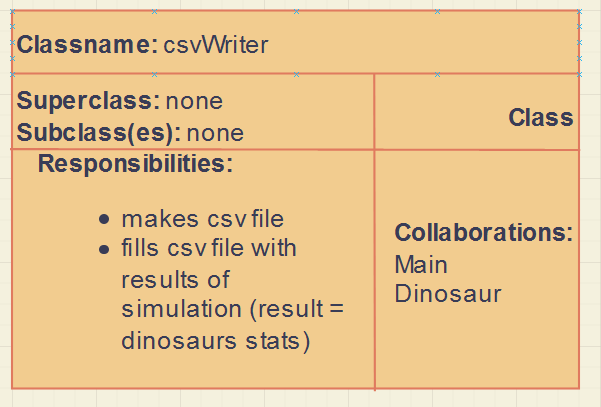 Classname: csvWriter
Superclass: none
Subclass(es): none
Class
Responsibilities:
makes csv file
fills csv file with
results of
simulation (result =
dinosaurs stats)
Collaborations:
Main
Dinosaur